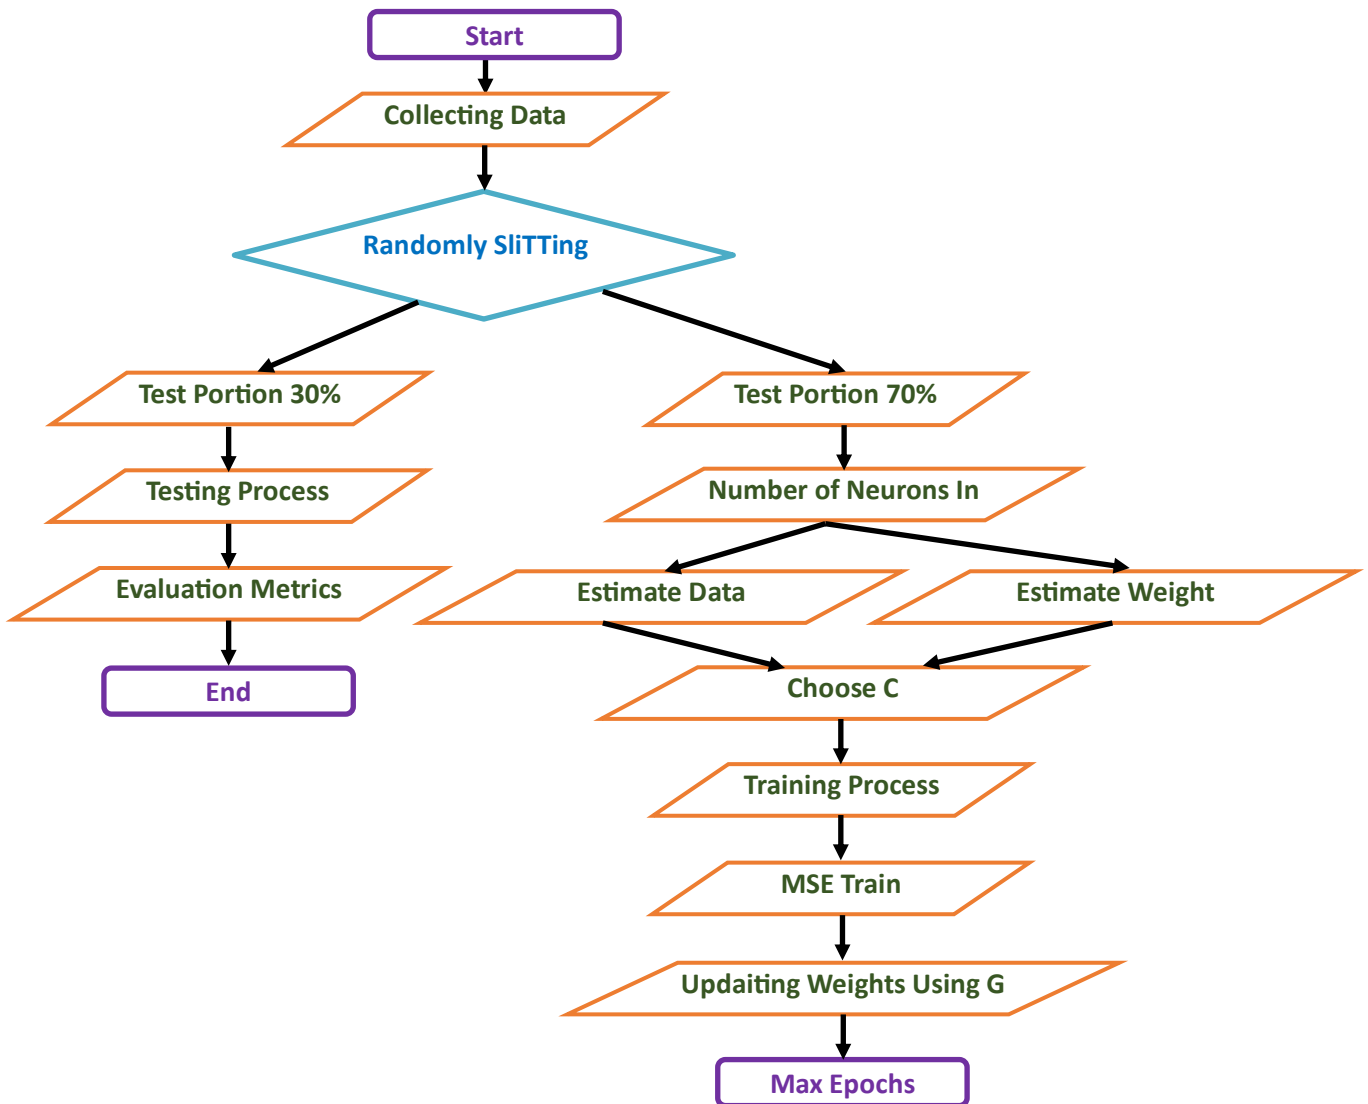 Start
Collecting Data
Randomly SliTTing
Test Portion 30%
Test Portion 70%
Testing Process
Number of Neurons In
Evaluation Metrics
Estimate Data
Estimate Weight
End
Choose C
Training Process
MSE Train
Updaiting Weights Using G
Max Epochs